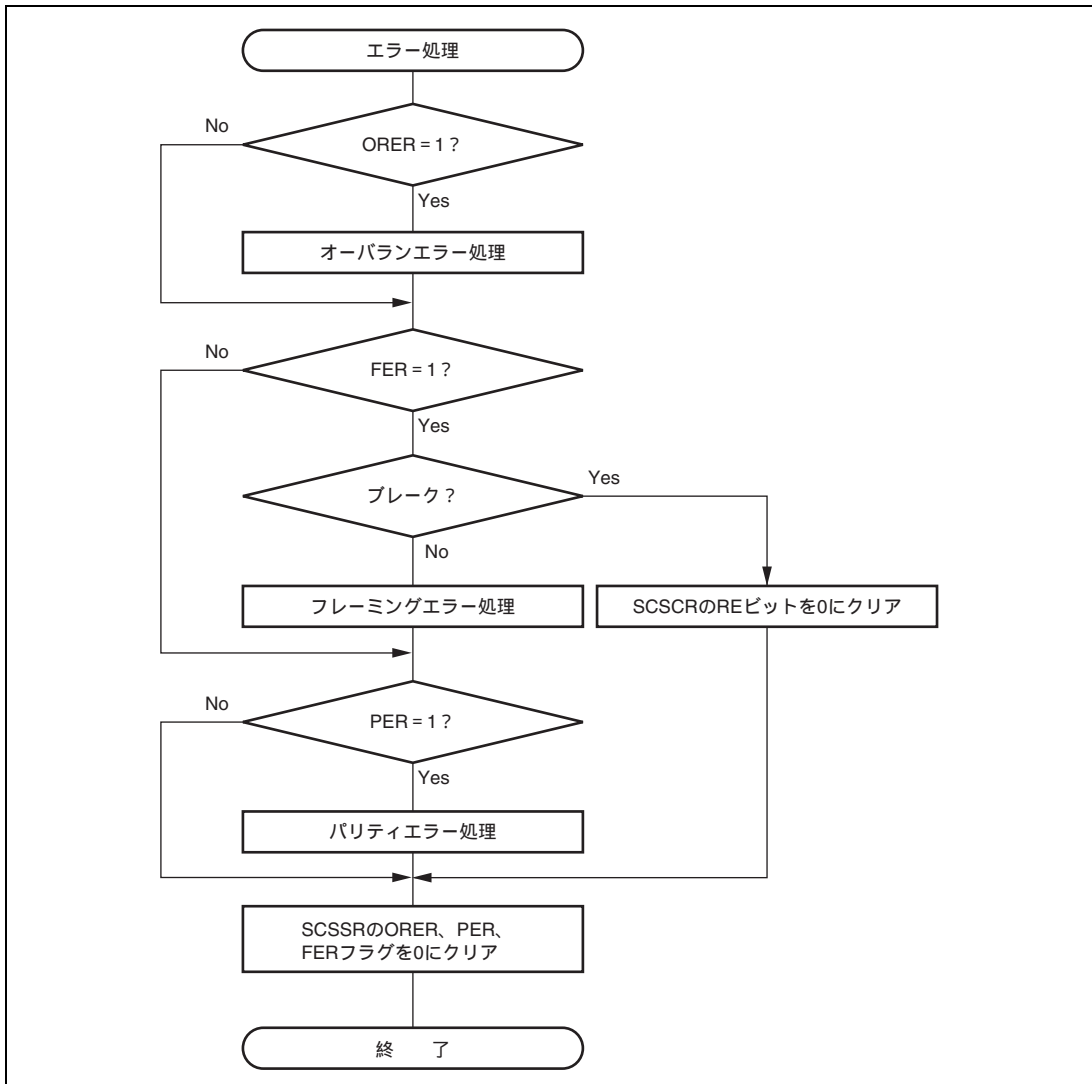 エラー処理
No
ORER = 1 ?
Yes
オーバランエラー処理
No
FER = 1 ?
Yes
ブレーク ?
Yes
No
フレーミングエラー処理
SCSCRのREビットを0にクリア
No
PER = 1 ?
Yes
パリティエラー処理
SCSSRのORER、PER、
FERフラグを0にクリア
終　了